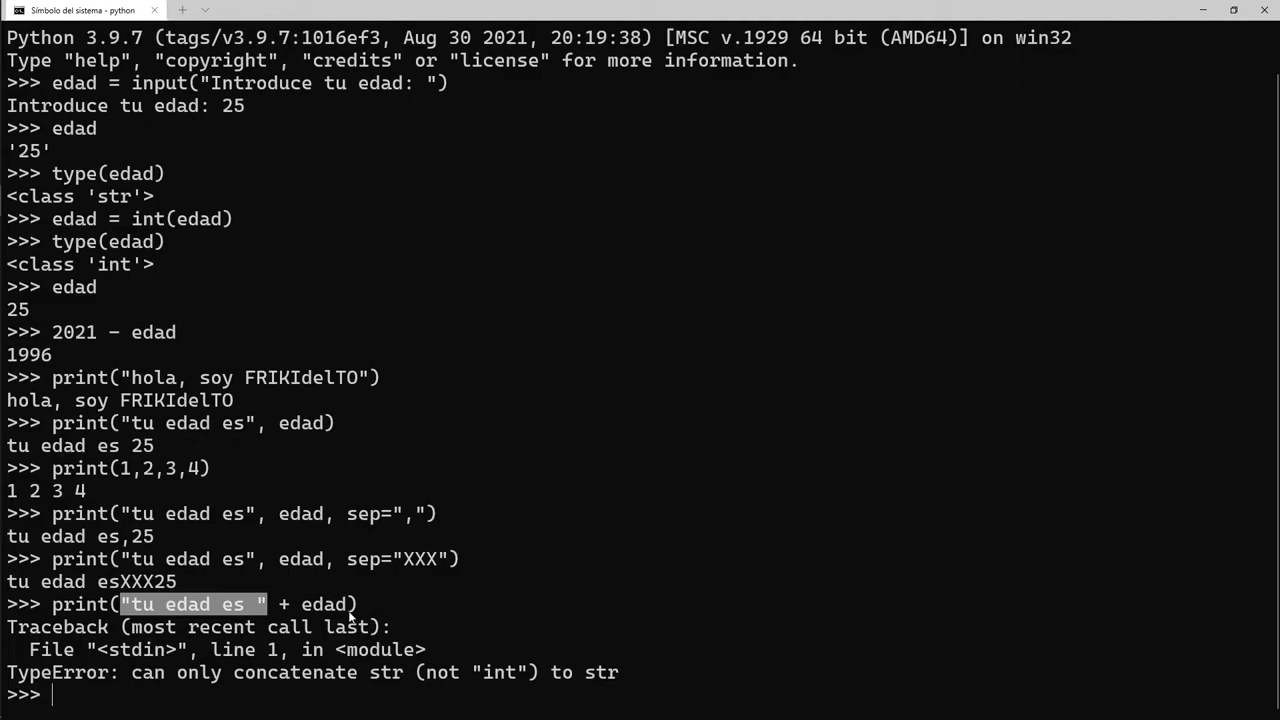 Símbolo del sistema - python
Python 3.9.7 (tags/v3.9.7:1016ef3, Aug 30 2021, 20:19:38) [MSC v.1929 64 bit (AMD64)] on win32
Type "help", "copyright", "credits" or "license" for more information.
>>> edad = input("Introduce tu edad: ")
Introduce tu edad: 25
>>> edad
'25'
>>> type(edad)
<class 'str'>
>>> edad = int(edad)
>>> type(edad)
<class 'int'>
>>> edad
25
>>> 2021 - edad
1996
>>> print("hola, soy FRIKIdelTO")
hola, soy FRIKIdelTO
>>> print("tu edad es", edad)
tu edad es 25
>>> print(1,2,3,4)
1 2 3 4
>>> print("tu edad es", edad, sep=",")
tu edad es,25
>>> print("tu edad es", edad, sep="XXX")
tu edad esXXX25
>>> print("tu edad es " + edad)
Traceback (most recent call last):
  File "<stdin>", line 1, in <module>
TypeError: can only concatenate str (not "int") to str
>>>